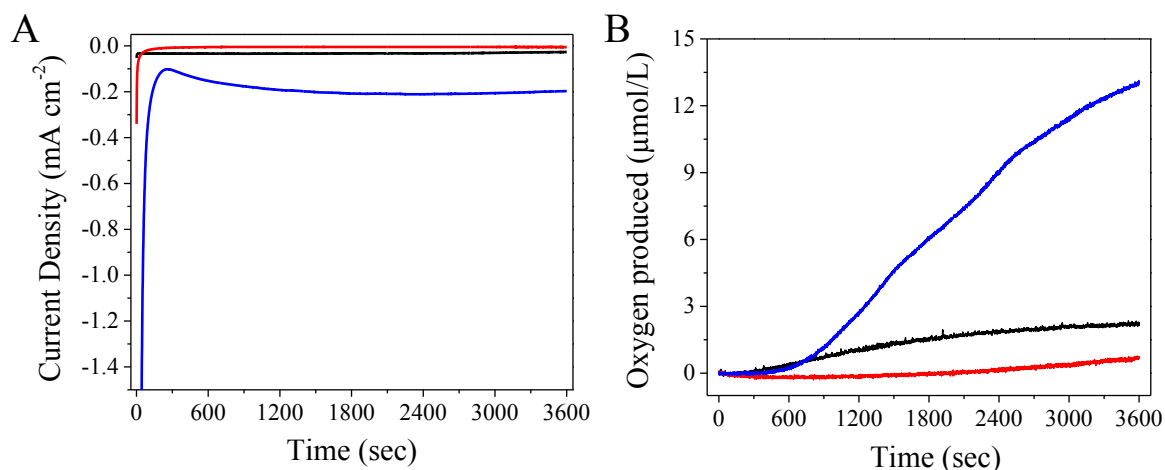 A
0.0
-0.2
-0.4
-0.6
-0.8
-1.0
-1.2
-1.4
Current Density (mA cm-2)
0 600 1200 1800 2400 3000 3600
Time (sec)
B
15
12
9
6
3
0
Oxygen produced (μmol/L)
0 600 1200 1800 2400 3000 3600
Time (sec)